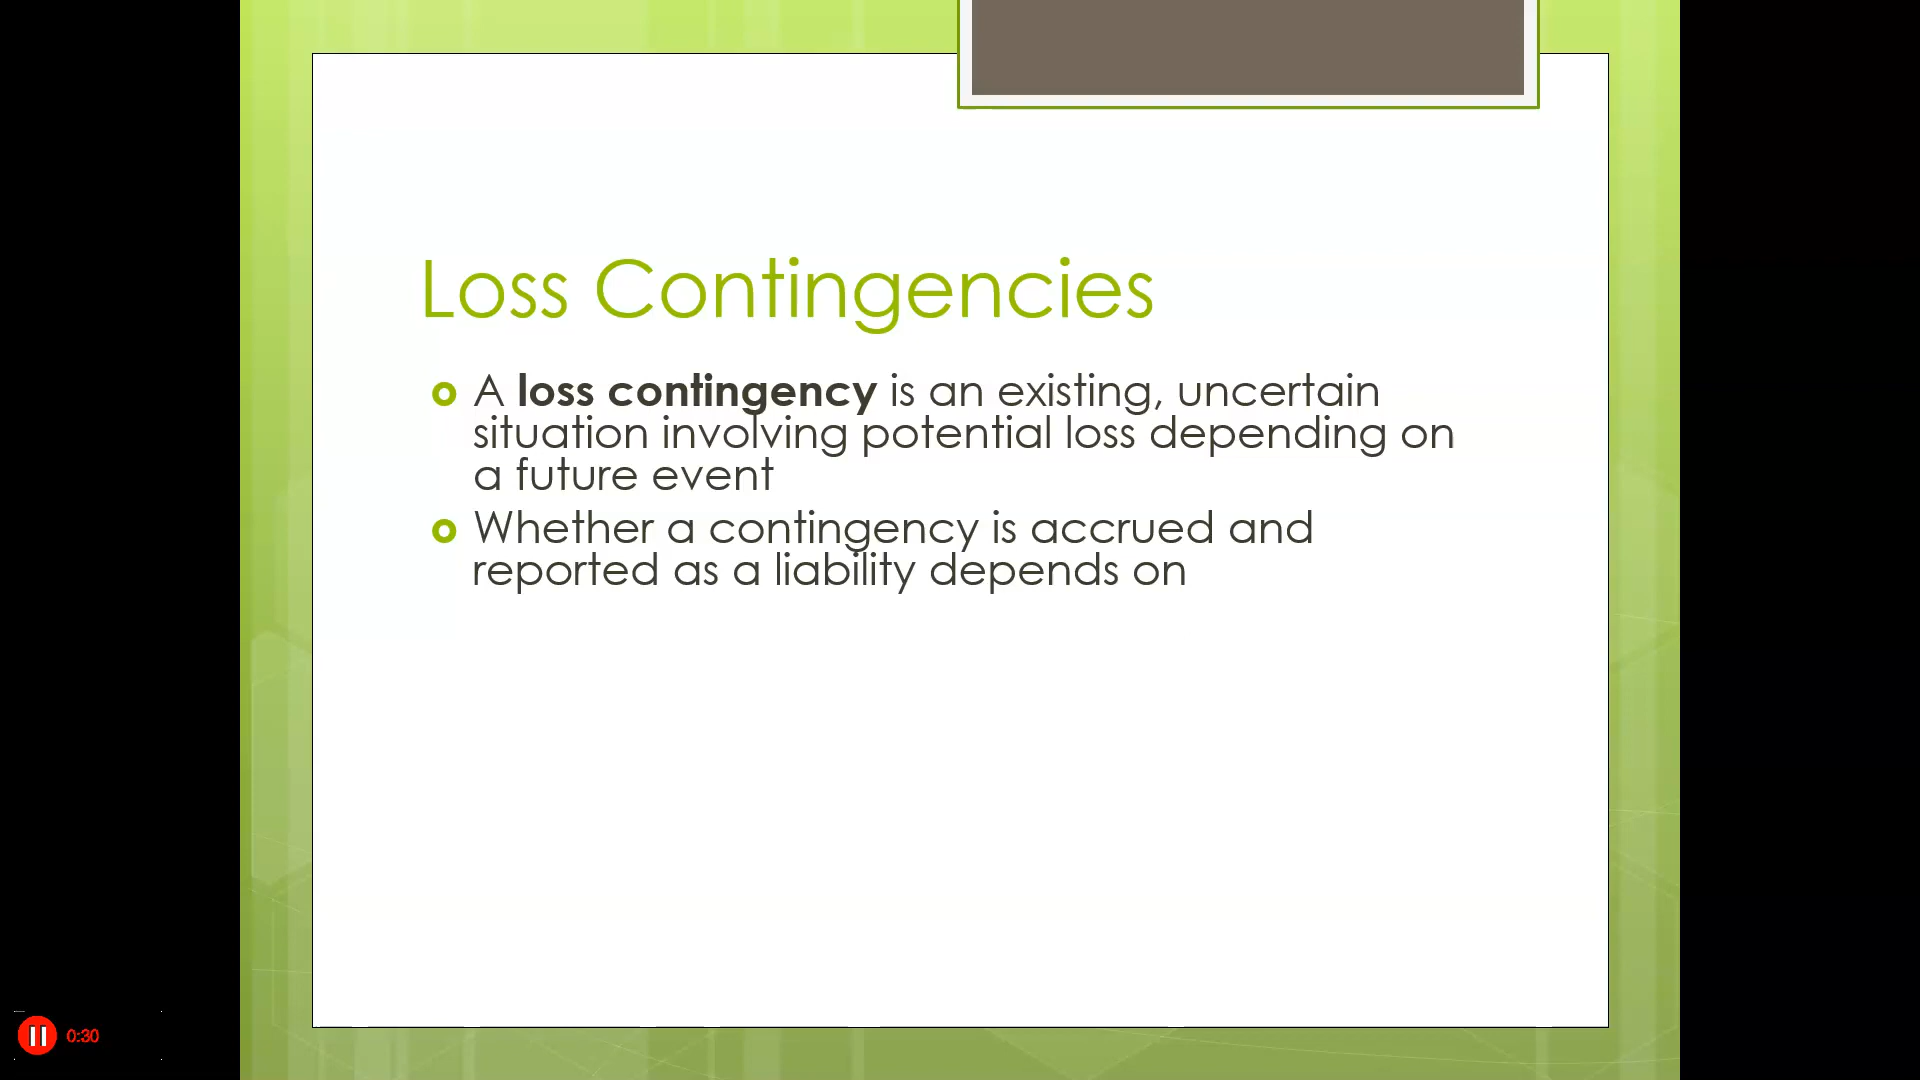 Loss Contingencies
A loss contingency is an existing, uncertain
situation involving potential loss depending on
a future event
Whether a contingency is accrued and
reported as a liability depends on
0:30